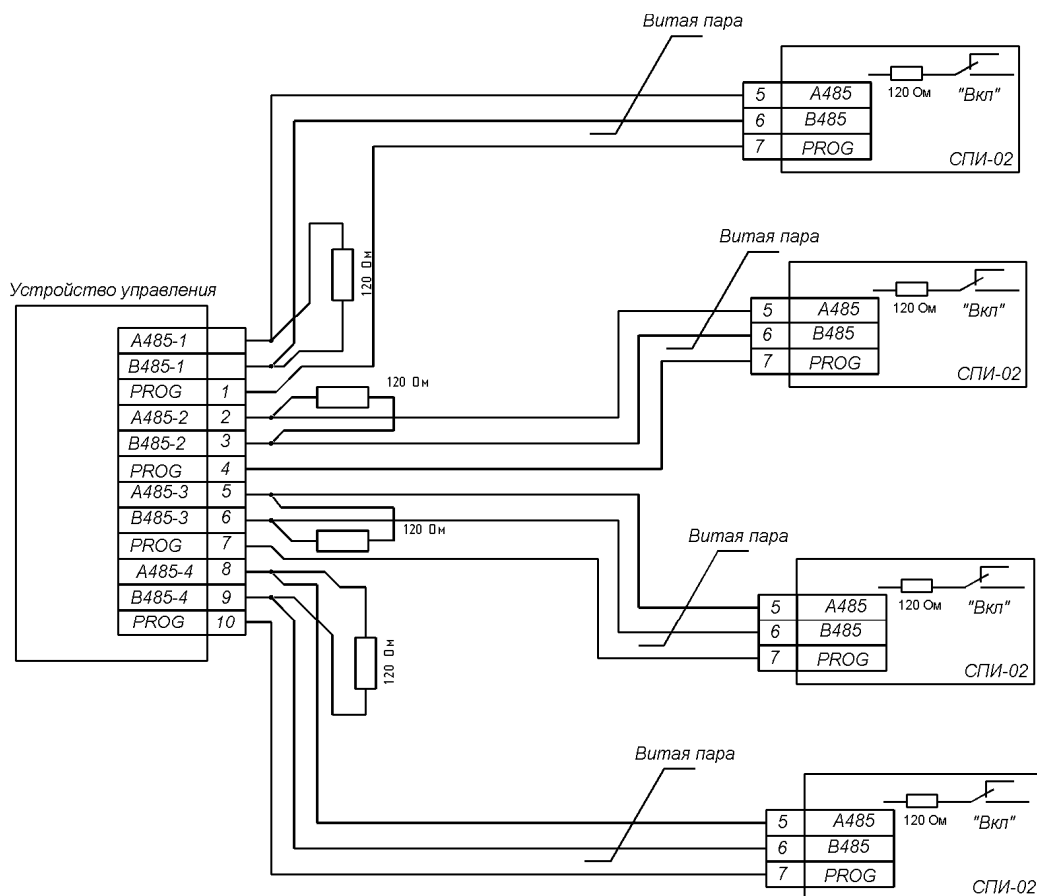 Витая пара
120 Ом
"Вкл"
5 A485
6 B485
7 PROG
СПИ-02
Витая пара
120 Ом
"Вкл"
5 A485
6 B485
7 PROG
СПИ-02
Устройство управления
A485-1
B485-1
PROG 1
A485-2 2
B485-2 3
PROG 4
A485-3 5
B485-3 6
PROG 7
A485-4 8
B485-4 9
PROG 10
120 Ом
120 Ом
120 Ом
120 Ом
Витая пара
120 Ом
"Вкл"
5 A485
6 B485
7 PROG
СПИ-02
Витая пара
120 Ом
"Вкл"
5 A485
6 B485
7 PROG
СПИ-02